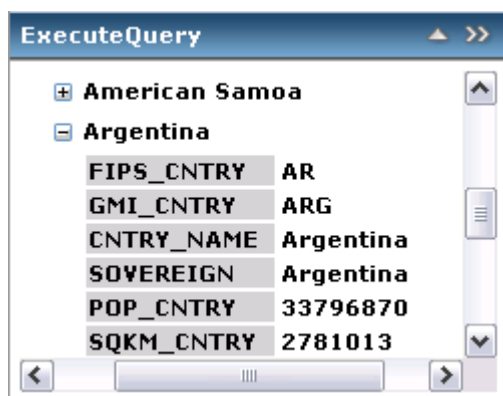 ExecuteQuery
American Samoa
Argentina
FIPS_CNTRY AR
GMI_CNTRY ARG
CNTRY_NAME Argentina
SOVEREIGN Argentina
POP_CNTRY 33796870
SQKM_CNTRY 2781013